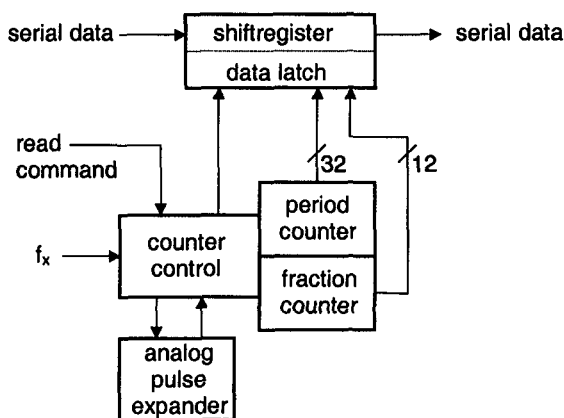 serial data
shiftregister
serial data
data latch
read
command
32
12
period
counter
fx
counter
control
fraction
counter
analog
pulse
expander